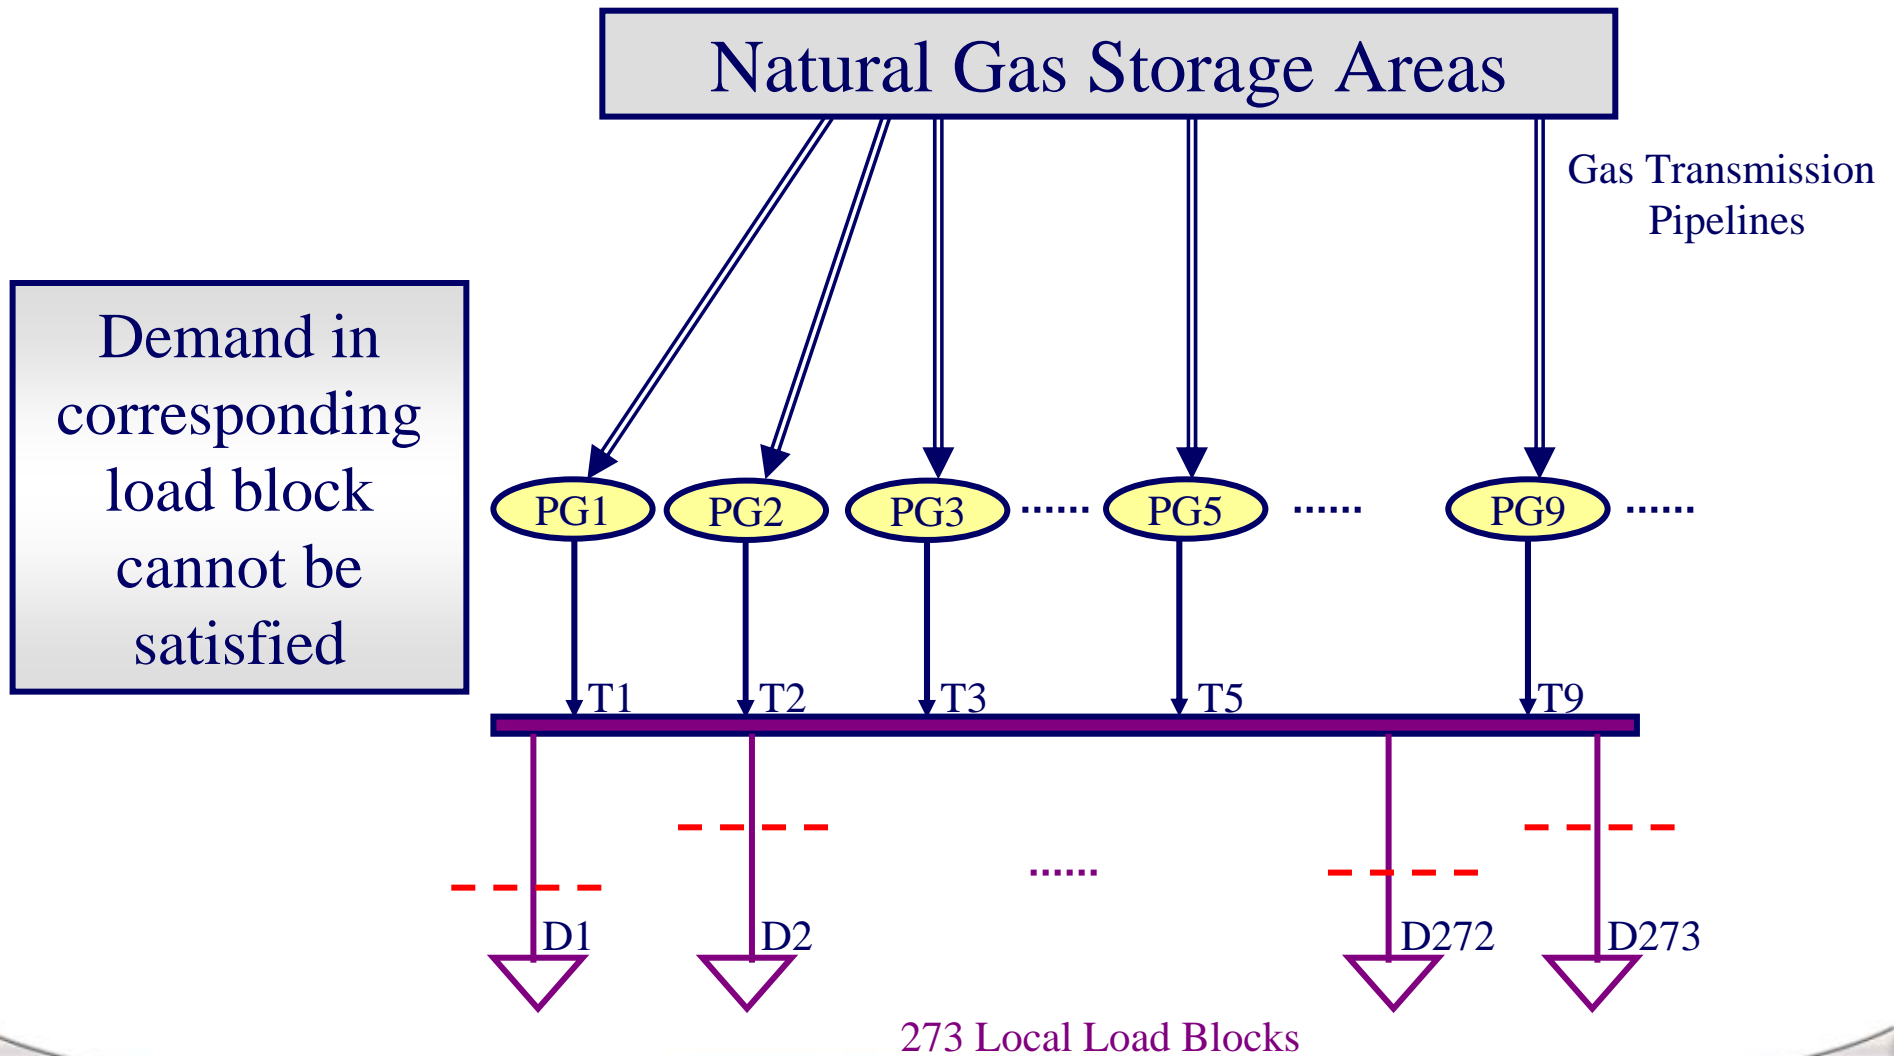 Natural Gas Storage Areas
Gas Transmission
Pipelines
Demand in
corresponding
load block
cannot be
satisfied
PG1
PG2
PG3
......
PG5
......
PG9
......
T1
T2
T3
T5
T9
......
D1
D2
D272
D273
273 Local Load Blocks